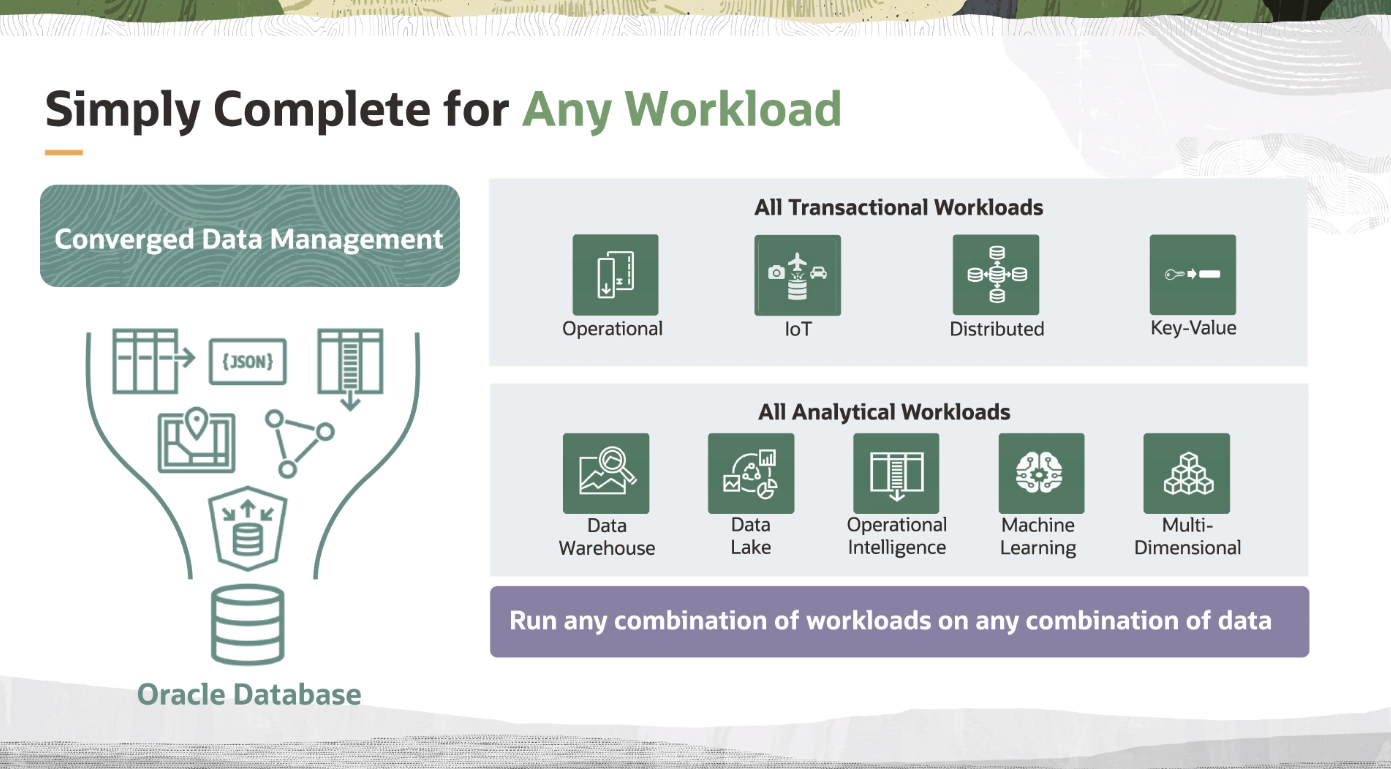 Simply Complete for Any Workload
Converged Data Management
{JSON}
Oracle Database
All Transactional Workloads
Operational
IoT
Distributed
Key-Value
All Analytical Workloads
Data
Warehouse
Data
Lake
Operational
Intelligence
Machine
Learning
Multi-
Dimensional
Run any combination of workloads on any combination of data